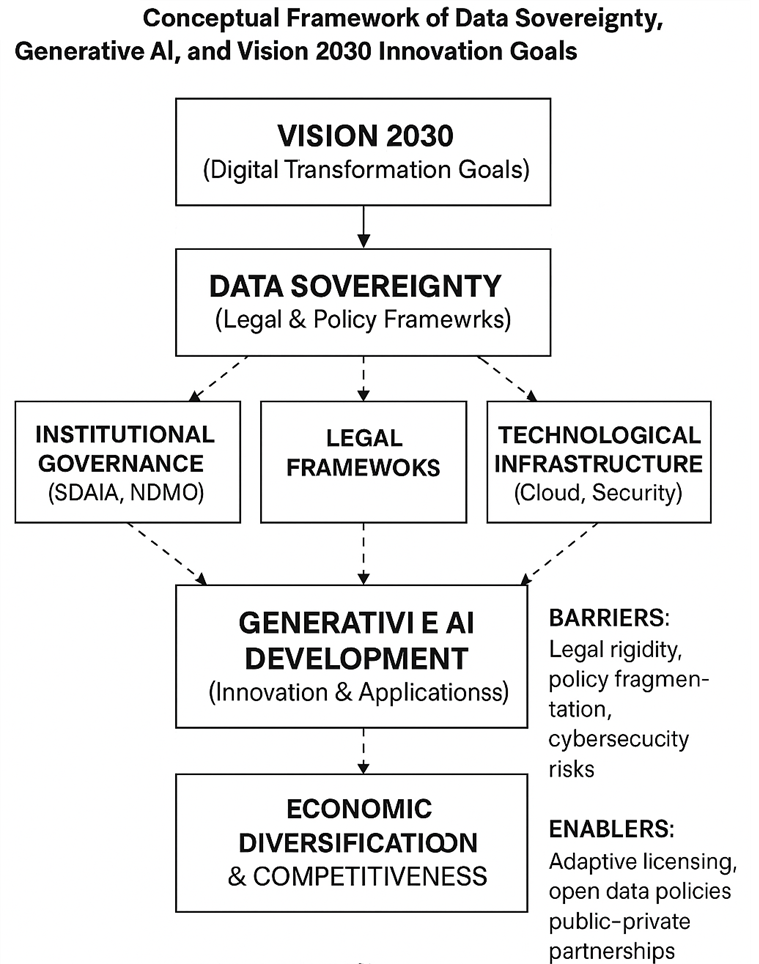 Conceptual Framework of Data Sovereignty,
Generative AI, and Vision 2030 Innovation Goals
VISION 2030
(Digital Transformation Goals)
DATA SOVEREIGNTY
(Legal & Policy Framewrks)
INSTITUTIONAL
GOVERNANCE
(SDAIA, NDMO)
LEGAL
FRAMEWOKS
TECHNOLOGICAL
INFRASTRUCTURE
(Cloud, Security)
GENERATIVI E AI
DEVELOPMENT
(Innovation & Applicationss)
BARRIERS:
Legal rigidity,
policy fragmen-
tation,
cybersecucity
risks
ECONOMIC
DIVERSIFICATIOON
& COMPETITIVENESS
ENABLERS:
Adaptive licensing,
open data policies
public–private
partnerships